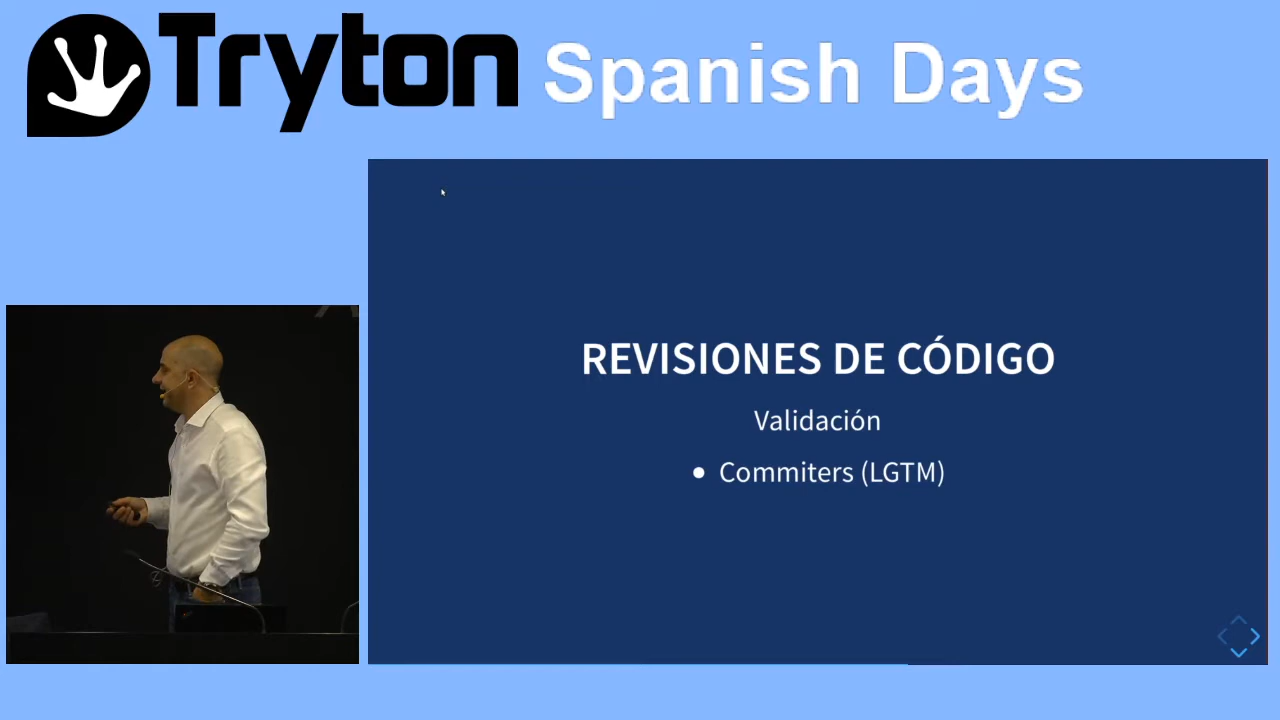 Tryton Spanish Days
REVISIONES DE CÓDIGO
Validación
• Commiters (LGTM)